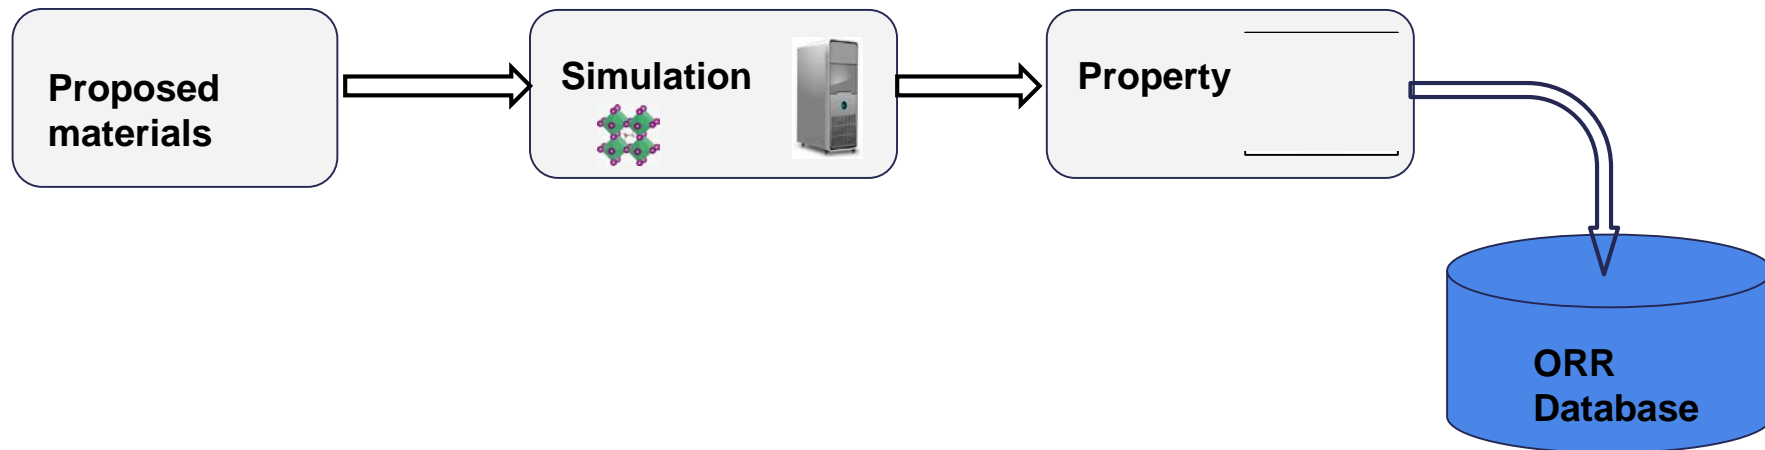 Proposed
materials
Simulation
Property
ORR
Database